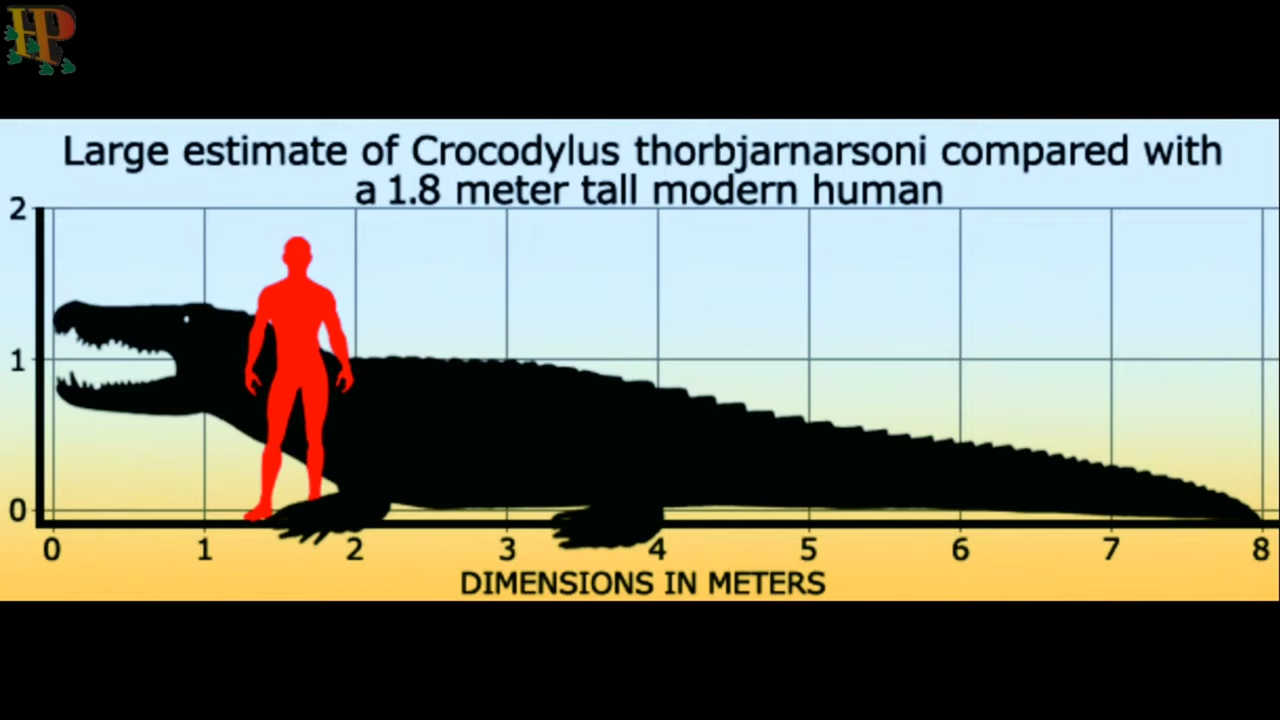 HP
Large estimate of Crocodylus thorbjarnarsoni compared with
a 1.8 meter tall modern human
2
1
0
0 1 2 3 4 5 6 7 8
DIMENSIONS IN METERS